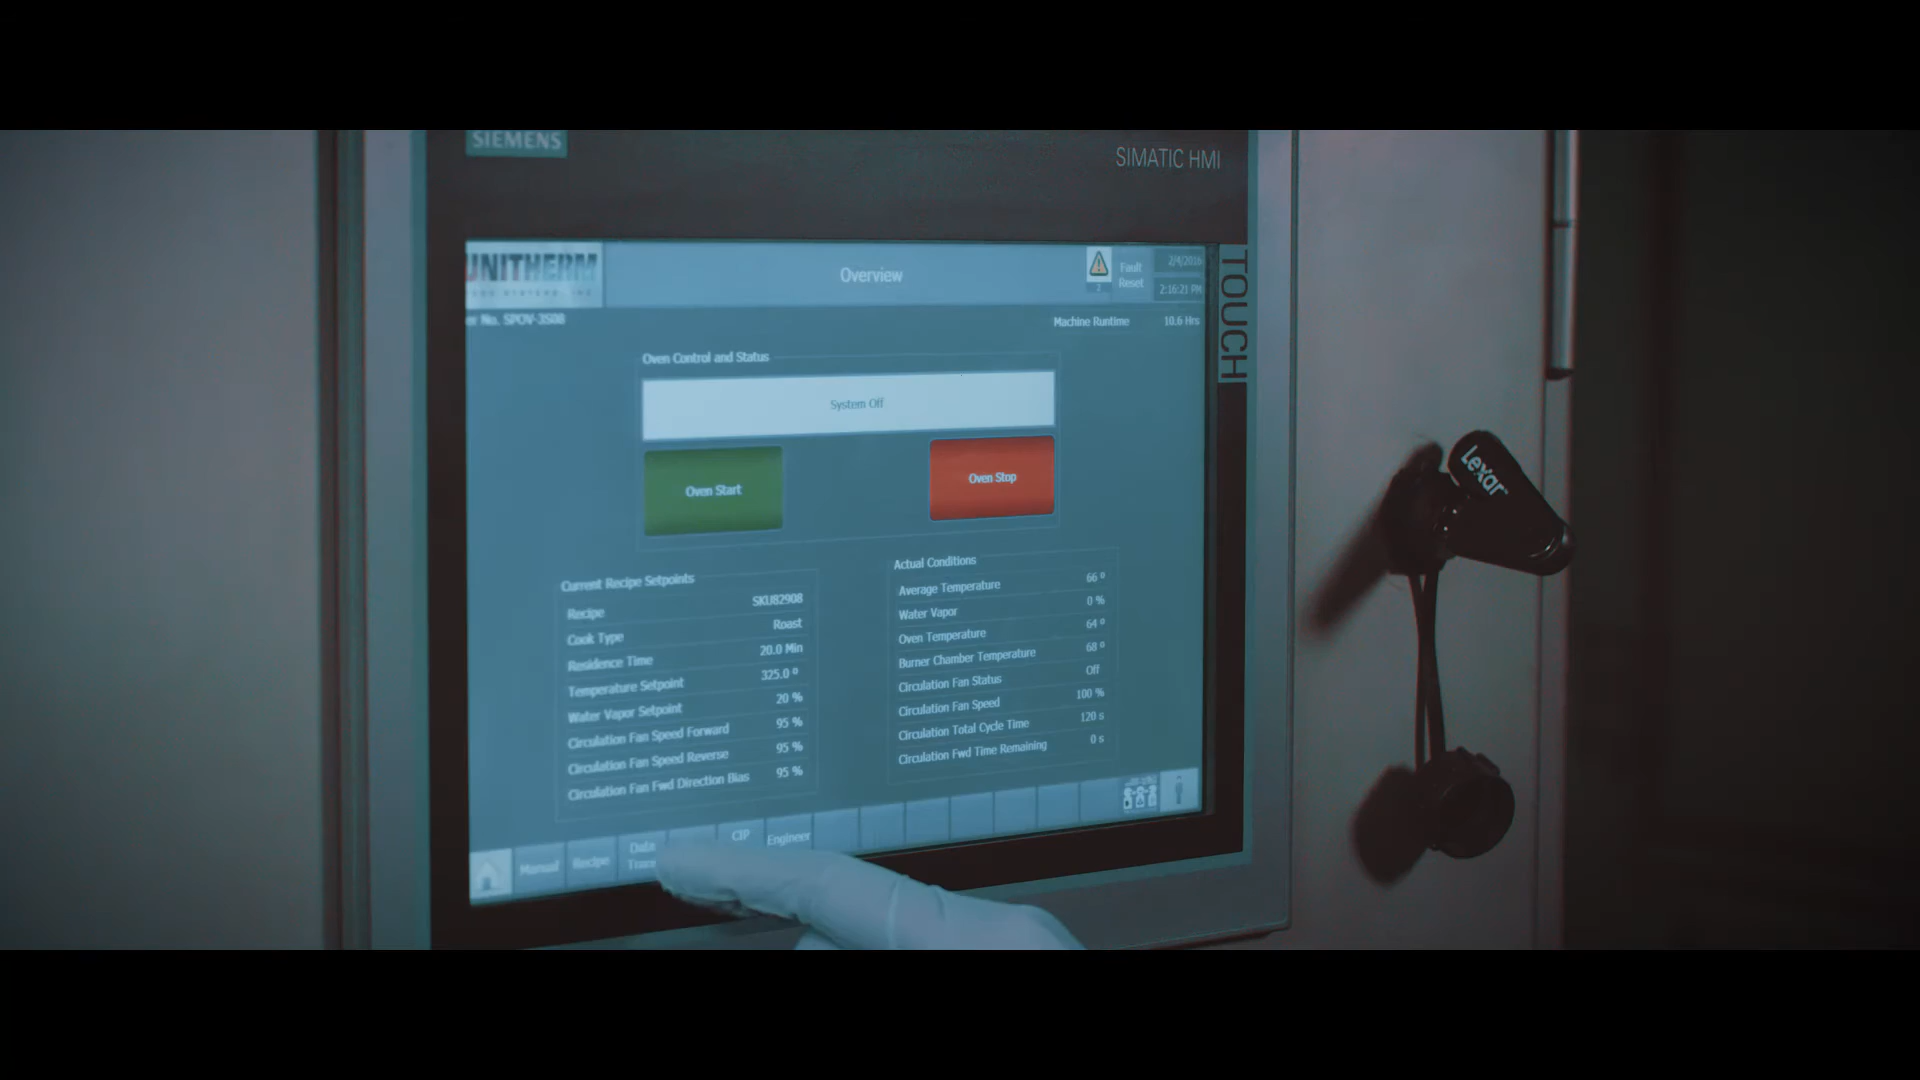 SIEMENS
SIMATIC HMI
TOUCH
UNITHERM
Overview
Fault
Reset
2/4/2016
2:16:21 PM
No. SPOV-3508
Machine Runtime 10.6 Hrs
Oven Control and Status
System Off
Oven Start
Oven Stop
Current Recipe Setpoints
Recipe SKU82908
Cook Type Roast
Residence Time 20.0 Min
Temperature Setpoint 325.0 º
Water Vapor Setpoint 20 %
Circulation Fan Speed Forward 95 %
Circulation Fan Speed Reverse 95 %
Circulation Fan Fwd Direction Bias 95 %
Actual Conditions
Average Temperature 66 º
Water Vapor 0 %
Oven Temperature 64 º
Burner Chamber Temperature 68 º
Circulation Fan Status Off
Circulation Fan Speed 100 %
Circulation Total Cycle Time 120 s
Circulation Fwd Time Remaining 0 s
Manual
Recipe
Data
CIP
Engineer
Lexar